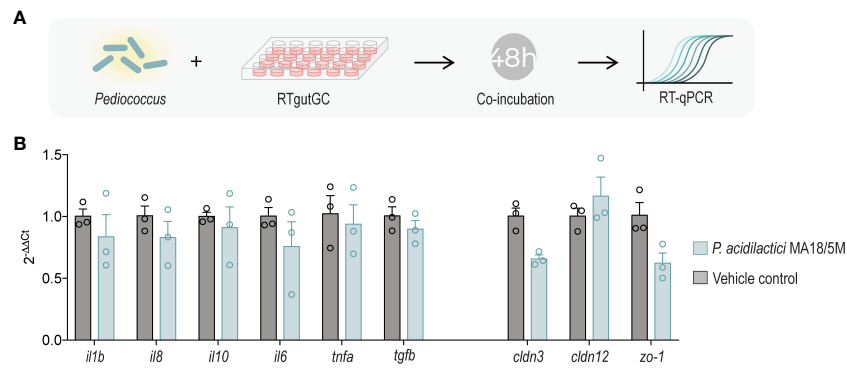 A
+
48h
Pediococcus
RTgutGC
Co-incubation
RT-qPCR
B
1.5
1.0
0.5
0.0
2-ΔΔCt
il1b
il8
il10
il6
tnfa
tgfb
cldn3
cldn12
zo-1
P. acidilactici MA18/5M
Vehicle control